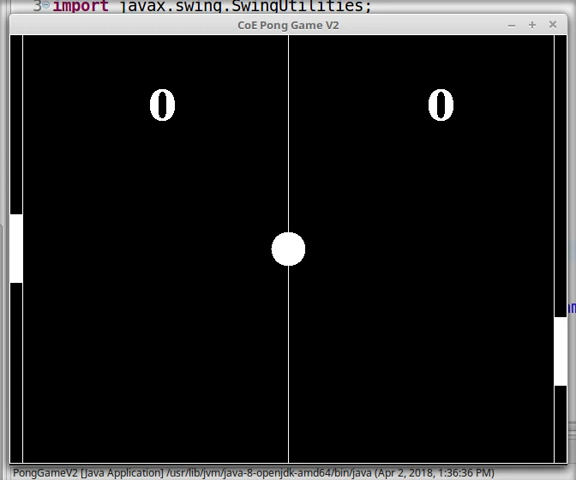 3 import javax.swing.SwingUtilities;
CoE Pong Game V2
0 0
PongGameV2 [Java Application] /usr/lib/jvm/java-8-openjdk-amd64/bin/java (Apr 2, 2018, 1:36:36 PM)